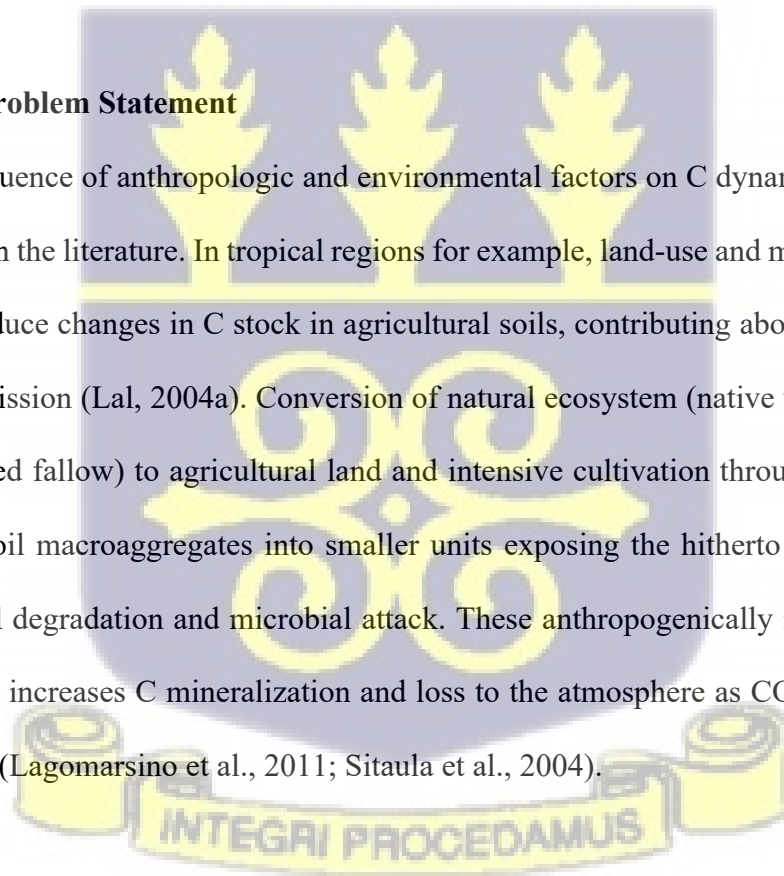 roblem Statement
uence of anthropologic and environmental factors on C dynar
n the literature. In tropical regions for example, land-use and m
luce changes in C stock in agricultural soils, contributing abo
ission (Lal, 2004a). Conversion of natural ecosystem (native
ed fallow) to agricultural land and intensive cultivation throu
oil macroaggregates into smaller units exposing the hitherto
l degradation and microbial attack. These anthropogenically
increases C mineralization and loss to the atmosphere as CO
(Lagomarsino et al., 2011; Sitaula et al., 2004).
INTEGRI PROCEDAMUS